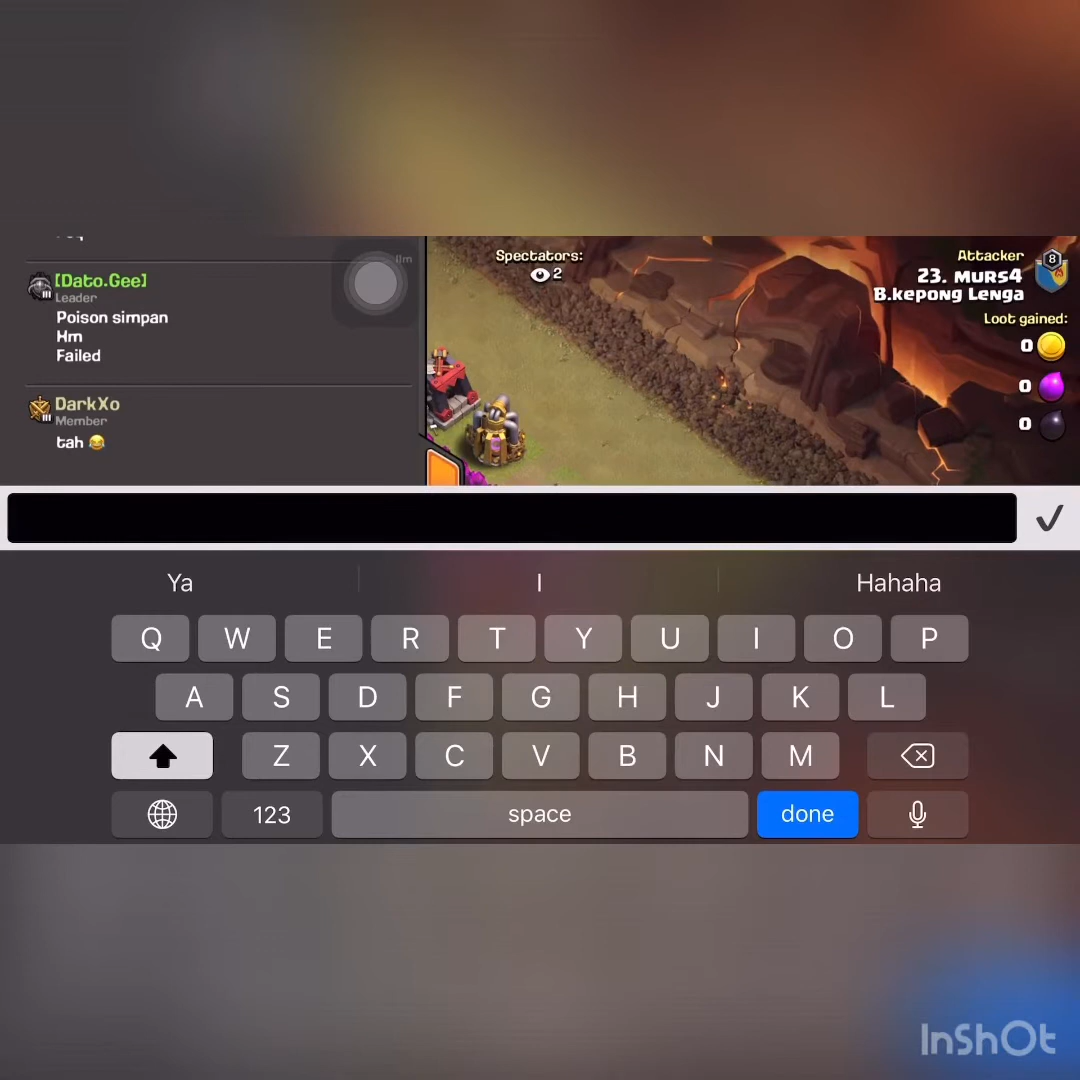 [Dato.Gee]
Leader
Poison simpan
Hm
Failed
DarkXo
Member
tah 😂
Spectators:
2
Attacker
8
23. MURS4
B.kepong Lenga
Loot gained:
0
0
0
Ya
I
Hahaha
Q W E R T Y U I O P
A S D F G H J K L
Z X C V B N M
123
space
done
InShOt